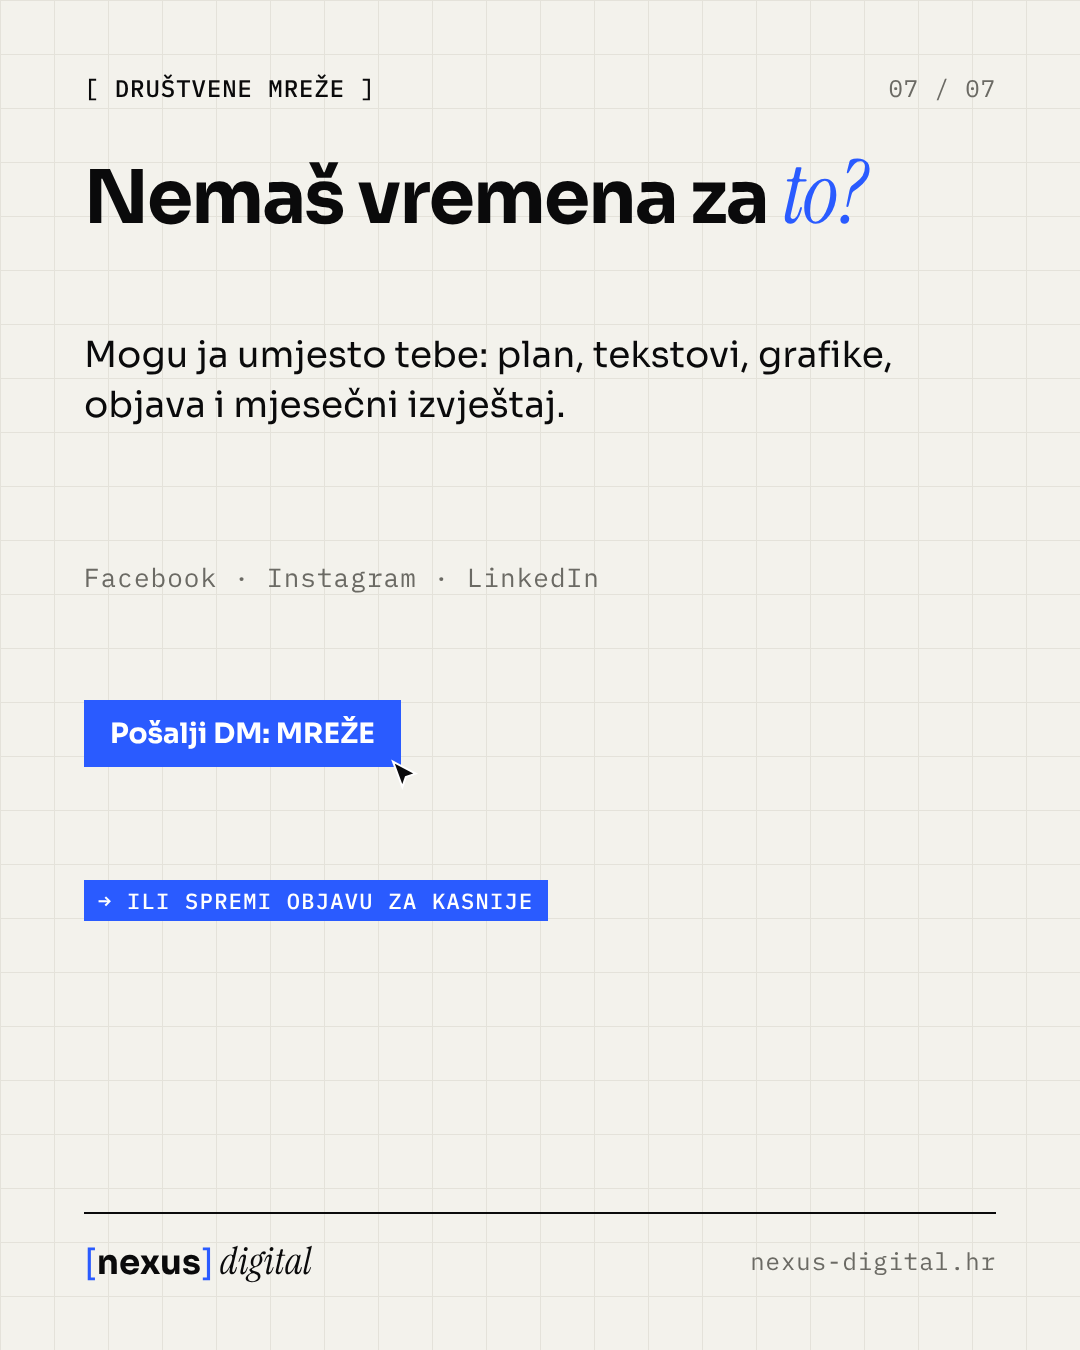 [ DRUŠTVENE MREŽE ]
07 / 07
Nemaš vremena za to?
Mogu ja umjesto tebe: plan, tekstovi, grafike,
objava i mjesečni izvještaj.
Facebook · Instagram · LinkedIn
Pošalji DM: MREŽE
→ ILI SPREMI OBJAVU ZA KASNIJE
[nexus] digital
nexus-digital.hr